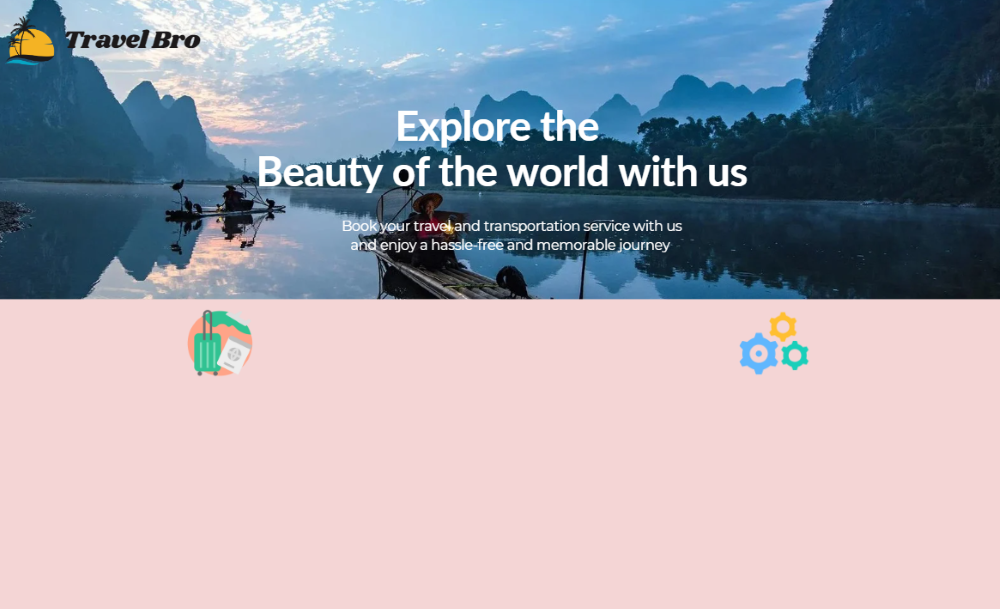 Travel Bro
Explore the
Beauty of the world with us
Book your travel and transportation service with us
and enjoy a hassle-free and memorable journey